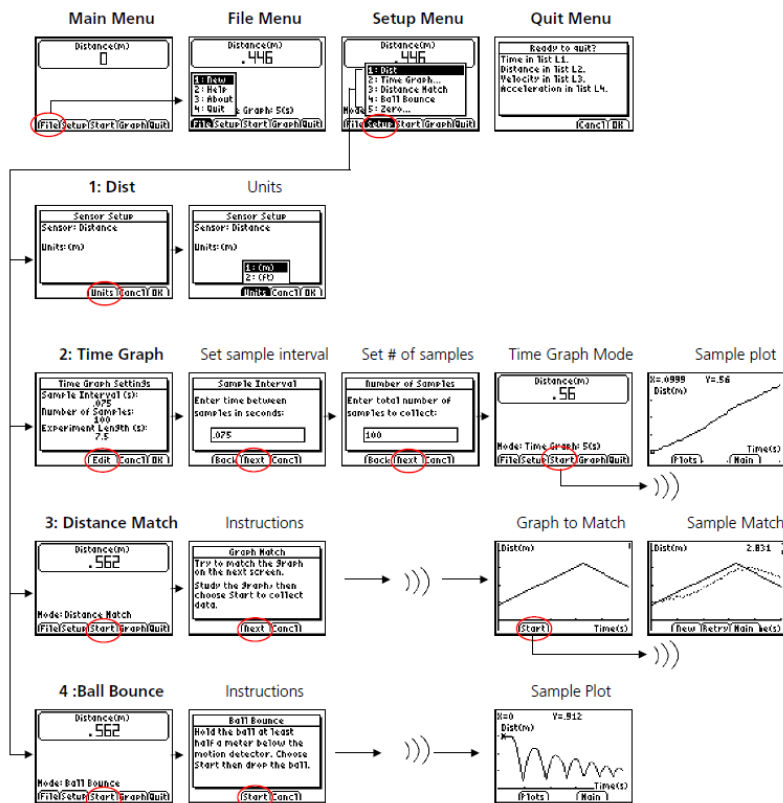 Main Menu
File Menu
Setup Menu
Quit Menu
Distance(m)
0
File Setup Start Graph Quit
Distance(m)
.446
1: New
2: Help
3: About
4: Quit
e Graph: 5(s)
File Setup Start Graph Quit
Distance(m)
.446
1: Dist
2: Time Graph...
3: Distance Match
4: Ball Bounce
5: Zero...
Mode
File Setup Start Graph Quit
Ready to quit?
Time in list L1.
Distance in list L2.
Velocity in list L3.
Acceleration in list L4.
Cancl OK
1: Dist
Units
Sensor Setup
Sensor: Distance
Units: (m)
Units Cancl OK
Sensor Setup
Sensor: Distance
Units: (m)
1: (m)
2: (ft)
Units Cancl OK
2: Time Graph
Set sample interval
Set # of samples
Time Graph Mode
Sample plot
Time Graph Settings
Sample Interval (s):
.075
Number of Samples:
100
Experiment Length (s):
7.5
Edit Cancl OK
Sample Interval
Enter time between
samples in seconds:
.075
Back Next Cancl
Number of Samples
Enter total number of
samples to collect:
100
Back Next Cancl
Distance(m)
.56
Mode: Time Graph: 5(s)
File Setup Start Graph Quit
X=.0999 Y=.56
Dist(m)
Time(s)
Plots Main
3: Distance Match
Instructions
Graph to Match
Sample Match
Distance(m)
.562
Mode: Distance Match
File Setup Start Graph Quit
Graph Match
Try to match the graph
on the next screen.
Study the graph, then
choose Start to collect
data.
Next Cancl
Dist(m)
Start Time(s)
Dist(m) 2.831
New Retry Main e(s)
4 :Ball Bounce
Instructions
Sample Plot
Distance(m)
.562
Mode: Ball Bounce
File Setup Start Graph Quit
Ball Bounce
Hold the ball at least
half a meter below the
motion detector. Choose
Start then drop the ball.
Start Cancl
X=0 Y=.912
Dist(m)
Time(s)
Plots Main